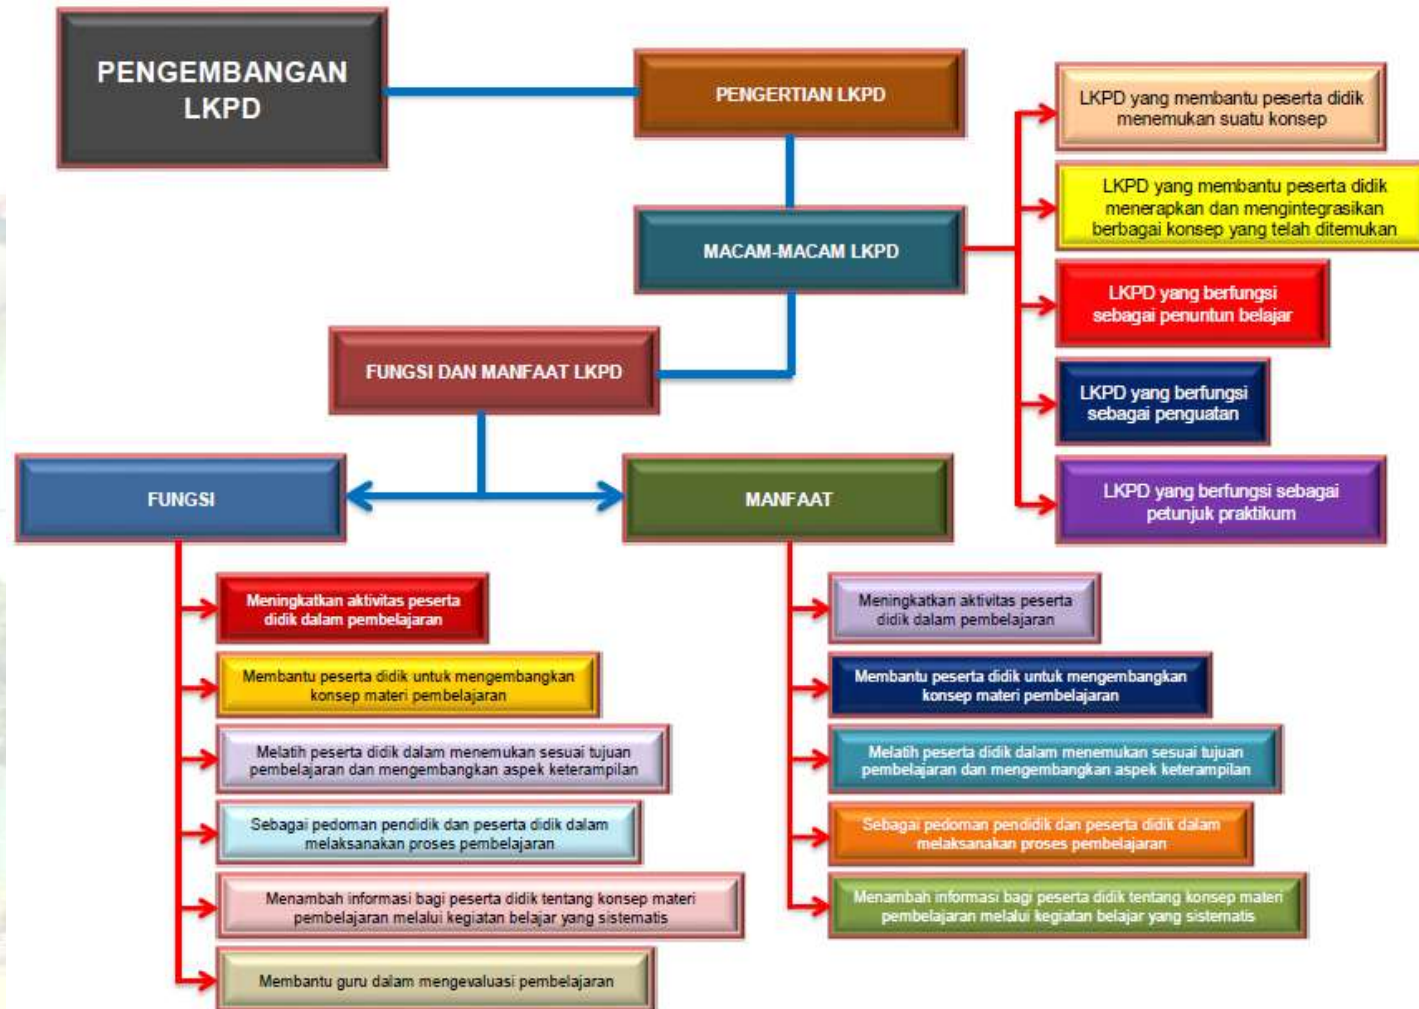 PENGEMBANGAN
LKPD
PENGERTIAN LKPD
MACAM-MACAM LKPD
LKPD yang membantu peserta didik
menemukan suatu konsep
LKPD yang membantu peserta didik
menerapkan dan mengintegrasikan
berbagai konsep yang telah ditemukan
LKPD yang berfungsi
sebagai penuntun belajar
LKPD yang berfungsi
sebagai penguatan
LKPD yang berfungsi sebagai
petunjuk praktikum
FUNGSI DAN MANFAAT LKPD
FUNGSI
Meningkatkan aktivitas peserta
didik dalam pembelajaran
Membantu peserta didik untuk mengembangkan
konsep materi pembelajaran
Melatih peserta didik dalam menemukan sesuai tujuan
pembelajaran dan mengembangkan aspek keterampilan
Sebagai pedoman pendidik dan peserta didik dalam
melaksanakan proses pembelajaran
Menambah informasi bagi peserta didik tentang konsep materi
pembelajaran melalui kegiatan belajar yang sistematis
Membantu guru dalam mengevaluasi pembelajaran
MANFAAT
Meningkatkan aktivitas peserta
didik dalam pembelajaran
Membantu peserta didik untuk mengembangkan
konsep materi pembelajaran
Melatih peserta didik dalam menemukan sesuai tujuan
pembelajaran dan mengembangkan aspek keterampilan
Sebagai pedoman pendidik dan peserta didik dalam
melaksanakan proses pembelajaran
Menambah informasi bagi peserta didik tentang konsep materi
pembelajaran melalui kegiatan belajar yang sistematis